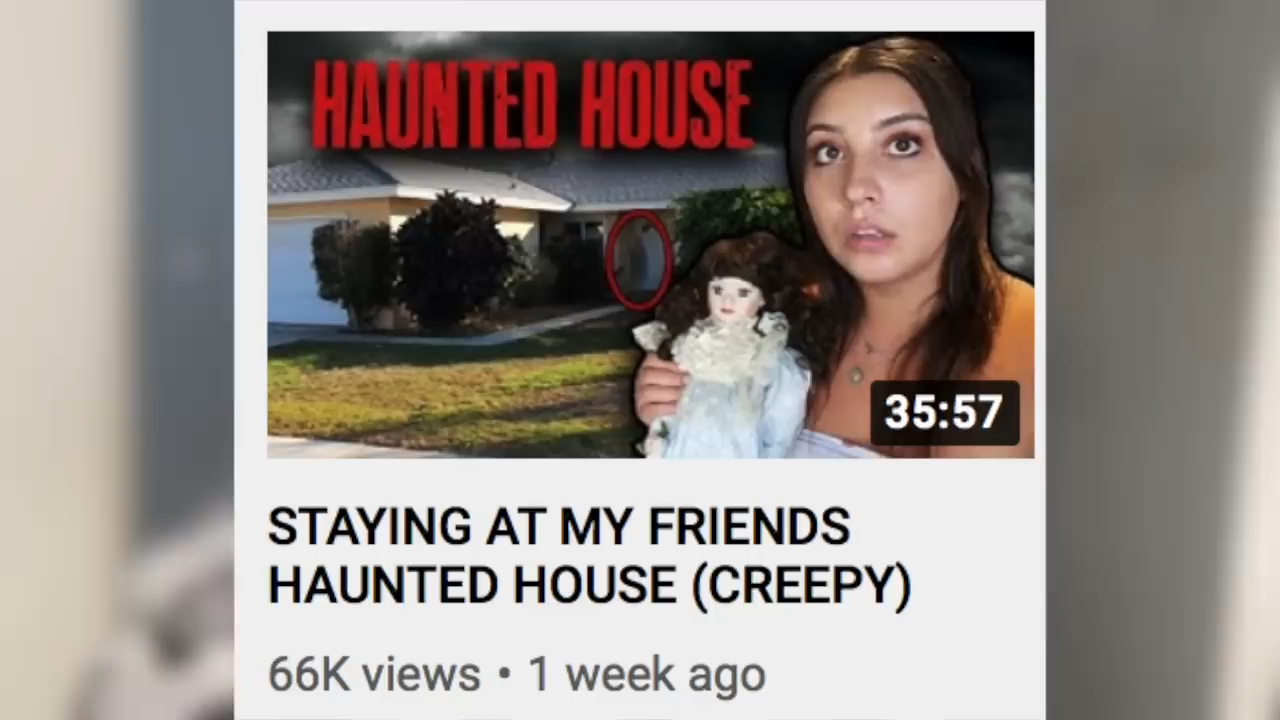 HAUNTED HOUSE
35:57
STAYING AT MY FRIENDS
HAUNTED HOUSE (CREEPY)
66K views • 1 week ago